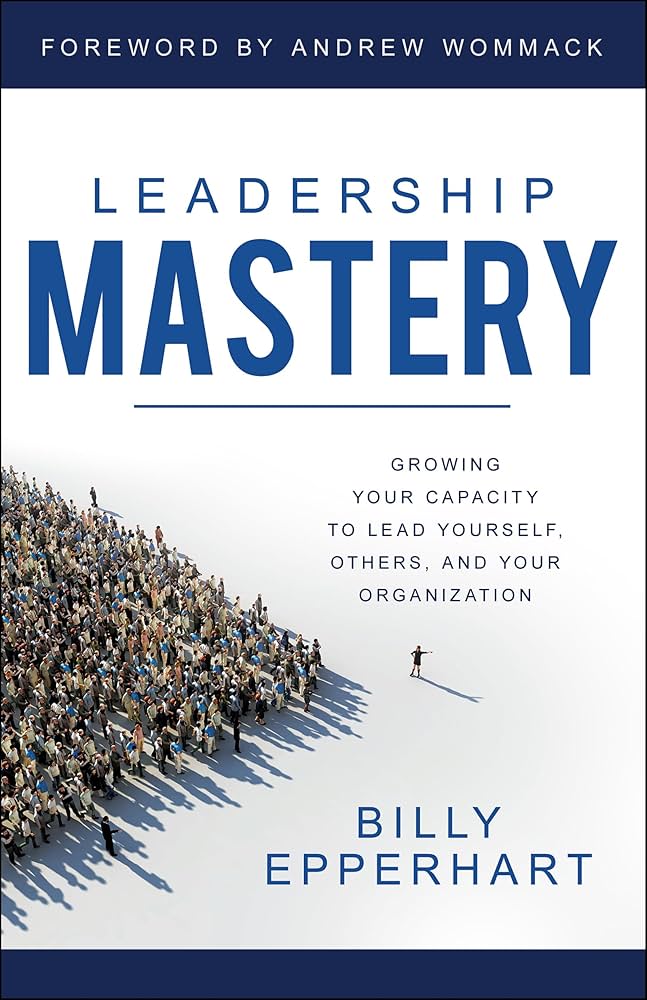 FOREWORD BY ANDREW WOMMACK
LEADERSHIP
MASTERY
GROWING
YOUR CAPACITY
TO LEAD YOURSELF,
OTHERS, AND YOUR
ORGANIZATION
BILLY
EPPERHART